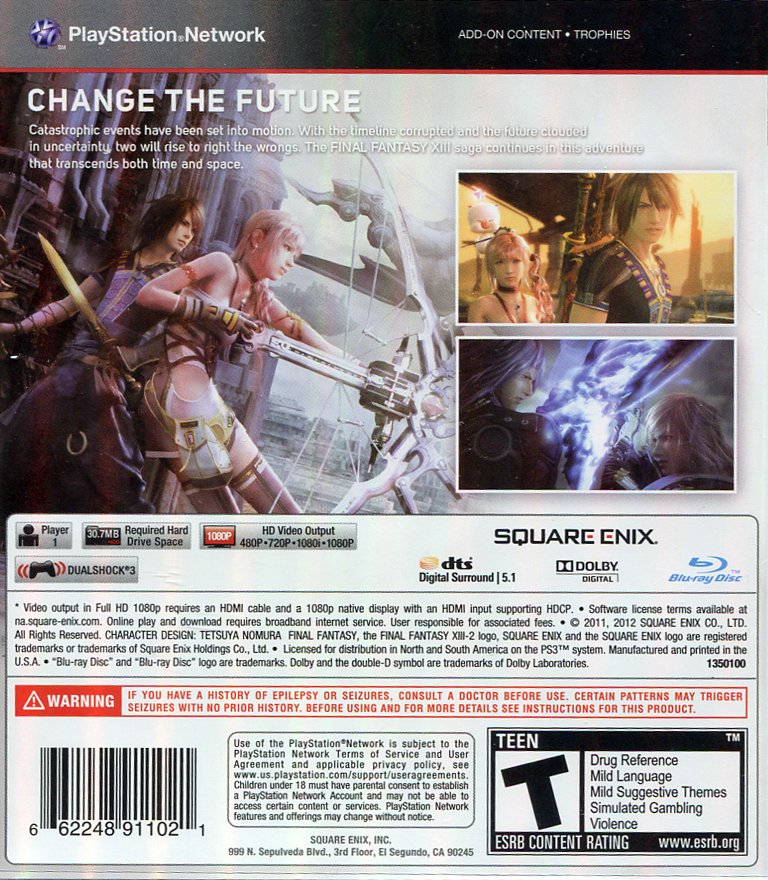 PlayStation®Network
SM
ADD-ON CONTENT • TROPHIES
CHANGE THE FUTURE
Catastrophic events have been set into motion. With the timeline corrupted and the future clouded
in uncertainty, two will rise to right the wrongs. The FINAL FANTASY XIII saga continues in this adventure
that transcends both time and space.
Player
1
30.7MB
Required Hard
Drive Space
1080P
HD Video Output
480P•720P•1080i•1080P
DUALSHOCK®3
SQUARE ENIX.
dts
Digital Surround | 5.1
DOLBY
DIGITAL
Blu-ray Disc™
* Video output in Full HD 1080p requires an HDMI cable and a 1080p native display with an HDMI input supporting HDCP. • Software license terms available at
na.square-enix.com. Online play and download requires broadband internet service. User responsible for associated fees. • © 2011, 2012 SQUARE ENIX CO., LTD.
All Rights Reserved. CHARACTER DESIGN: TETSUYA NOMURA FINAL FANTASY, the FINAL FANTASY XIII-2 logo, SQUARE ENIX and the SQUARE ENIX logo are registered
trademarks or trademarks of Square Enix Holdings Co., Ltd. • Licensed for distribution in North and South America on the PS3™ system. Manufactured and printed in the
U.S.A. • “Blu-ray Disc” and “Blu-ray Disc” logo are trademarks. Dolby and the double-D symbol are trademarks of Dolby Laboratories.
1350100
WARNING
IF YOU HAVE A HISTORY OF EPILEPSY OR SEIZURES, CONSULT A DOCTOR BEFORE USE. CERTAIN PATTERNS MAY TRIGGER
SEIZURES WITH NO PRIOR HISTORY. BEFORE USING AND FOR MORE DETAILS SEE INSTRUCTIONS FOR THIS PRODUCT.
6 62248 91102 1
Use of the PlayStation®Network is subject to the
PlayStation Network Terms of Service and User
Agreement and applicable privacy policy, see
www.us.playstation.com/support/useragreements.
Children under 18 must have parental consent to establish
a PlayStation Network Account and may not be able to
access certain content or services. PlayStation Network
features and offerings may change without notice.
SQUARE ENIX, INC.
999 N. Sepulveda Blvd., 3rd Floor, El Segundo, CA 90245
TEEN
TM
T
Drug Reference
Mild Language
Mild Suggestive Themes
Simulated Gambling
Violence
ESRB CONTENT RATING
www.esrb.org